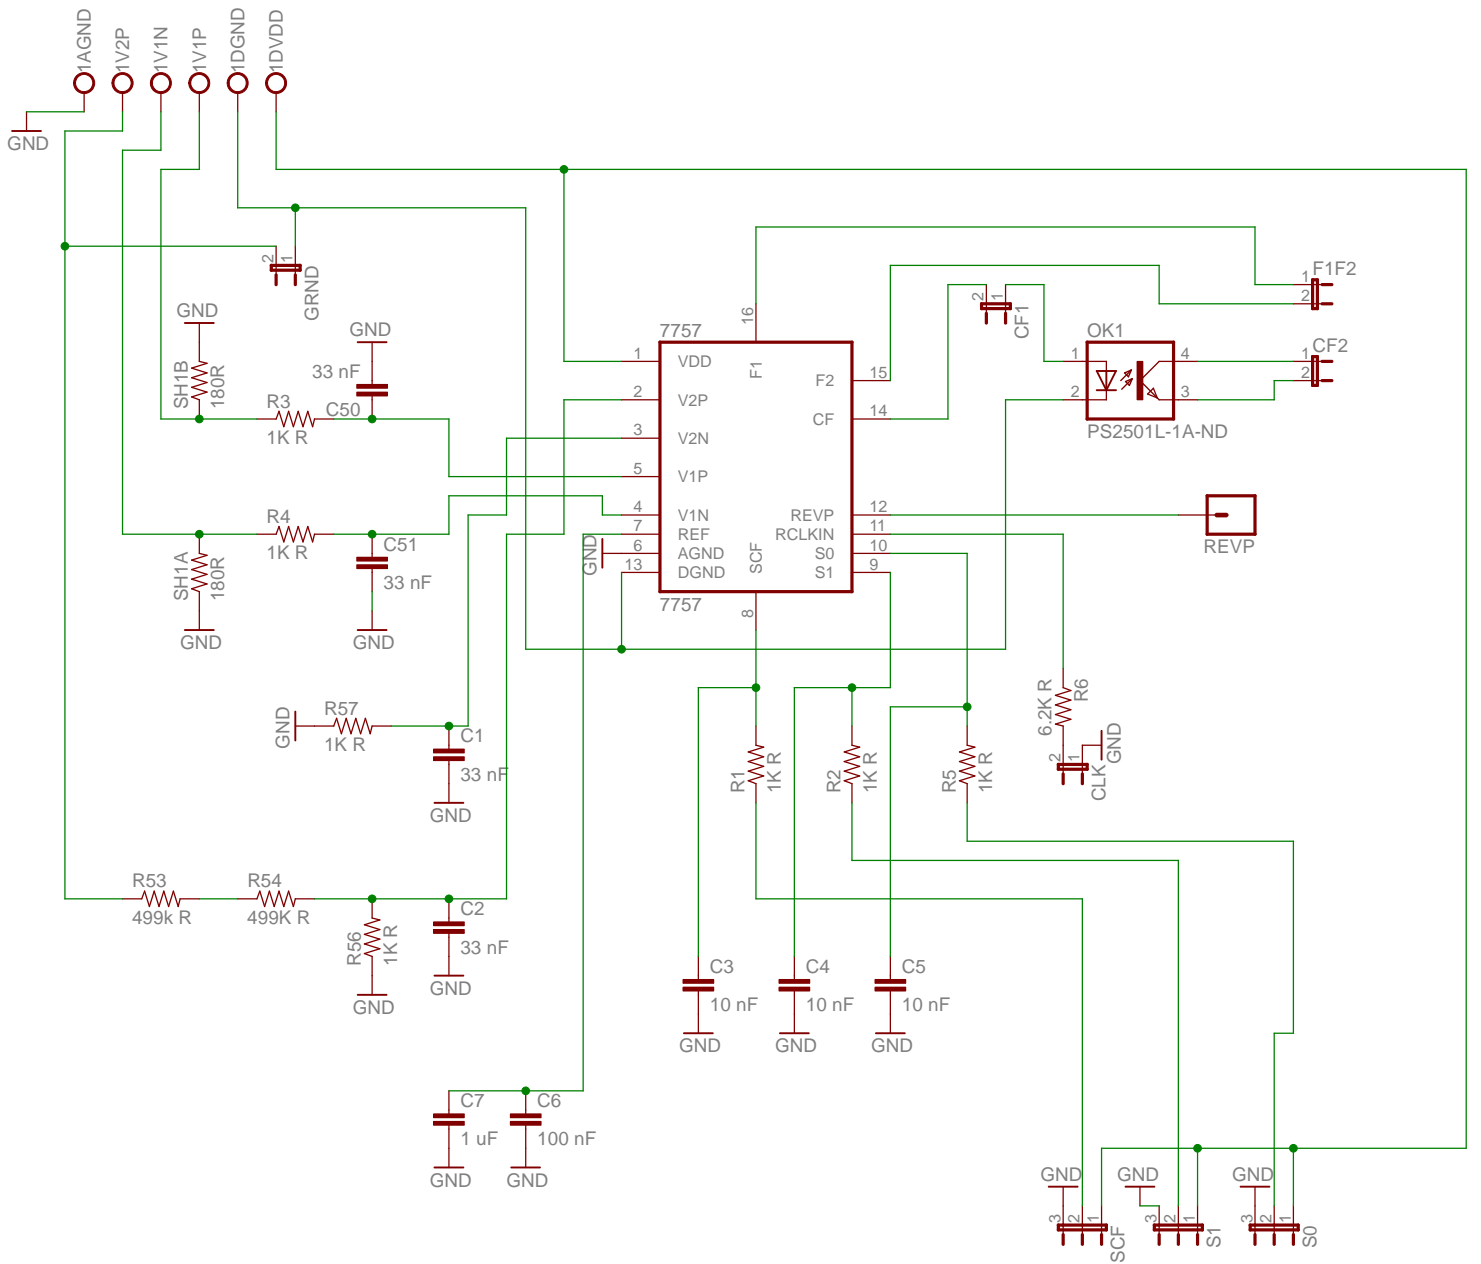 1AGND
1V2P
1V1N
1V1P
1DGND
1DVDD
GND
2
1
GRND
GND
SH1B
180R
R3
1K R
GND
33 nF
C50
R4
1K R
C51
33 nF
SH1A
180R
GND
GND
7757
7757
1
VDD
2
V2P
3
V2N
5
V1P
4
V1N
7
REF
6
AGND
GND
13
DGND
16
F1
15
F2
14
CF
12
REVP
11
RCLKIN
10
S0
9
S1
8
SCF
2
1
CF1
OK1
1
2
4
3
PS2501L-1A-ND
F1F2
1
2
CF2
1
2
REVP
6.2K R
R6
2
1
GND
CLK
GND
R57
1K R
C1
33 nF
GND
R1
1K R
R2
1K R
R5
1K R
R53
499k R
R54
499K R
R56
1K R
GND
C2
33 nF
GND
C3
10 nF
GND
C4
10 nF
GND
C5
10 nF
GND
C7
1 uF
GND
C6
100 nF
GND
GND
3
2
1
SCF
GND
3
2
1
S1
GND
3
2
1
S0